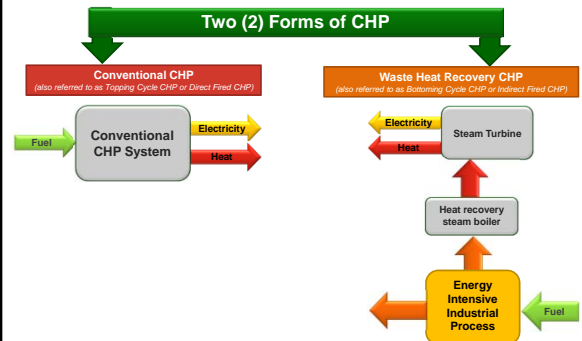 Two (2) Forms of CHP
Conventional CHP
(also referred to as Topping Cycle CHP or Direct Fired CHP)
Waste Heat Recovery CHP
(also referred to as Bottoming Cycle CHP or Indirect Fired CHP)
Fuel
Conventional
CHP System
Electricity
Heat
Electricity
Heat
Steam Turbine
Heat recovery
steam boiler
Energy
Intensive
Industrial
Process
Fuel